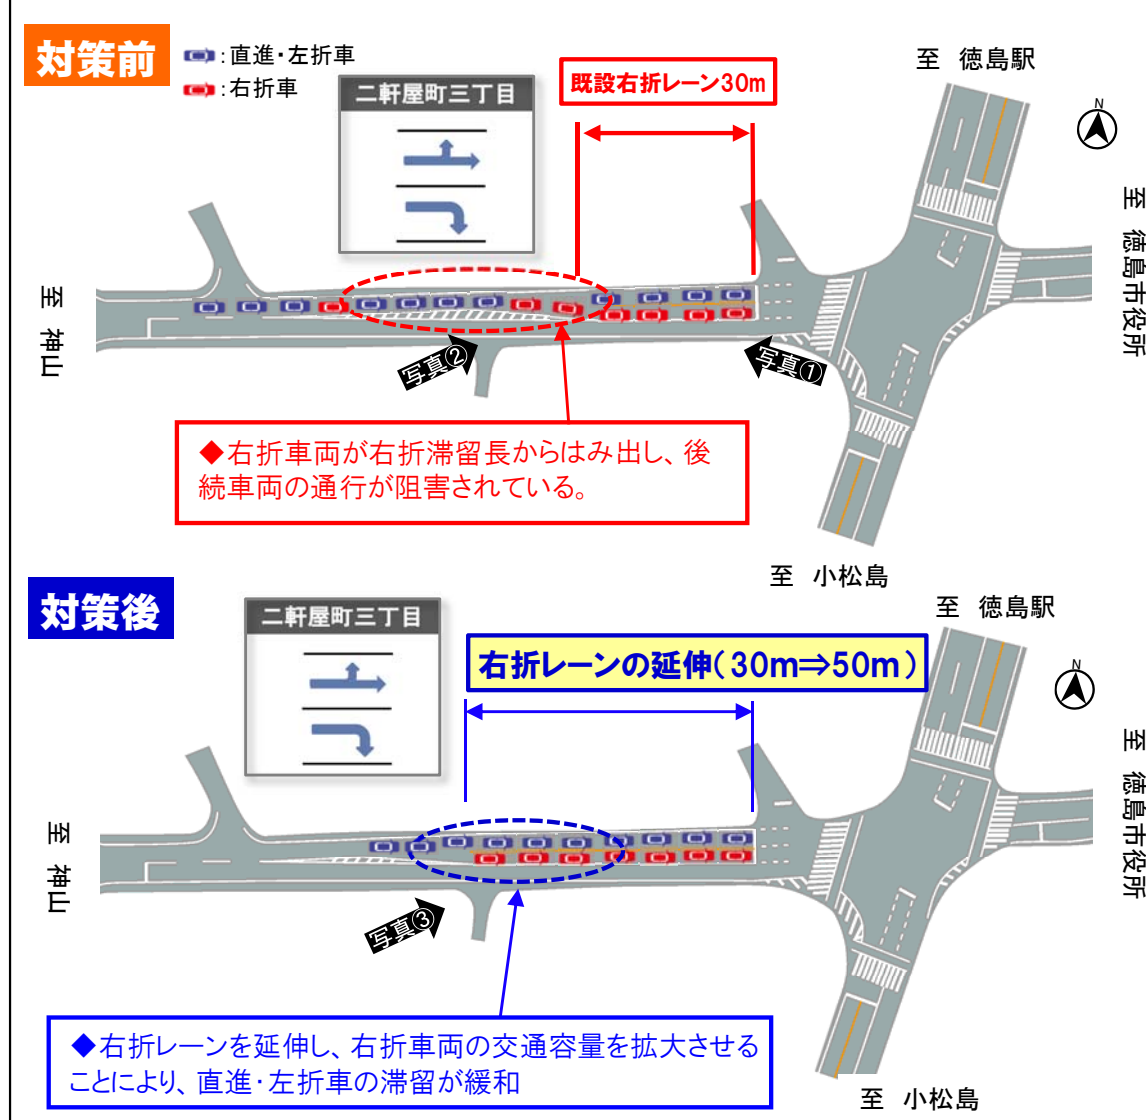 対策前
:直進・左折車
:右折車
二軒屋町三丁目
既設右折レーン30m
至 徳島駅
N
至 徳島市役所
至 神山
写真②
写真①
◆右折車両が右折滞留長からはみ出し、後
続車両の通行が阻害されている。
至 小松島
対策後
二軒屋町三丁目
右折レーンの延伸(30m⇒50m)
至 徳島駅
N
至 徳島市役所
至 神山
写真③
◆右折レーンを延伸し、右折車両の交通容量を拡大させる
ことにより、直進・左折車の滞留が緩和
至 小松島